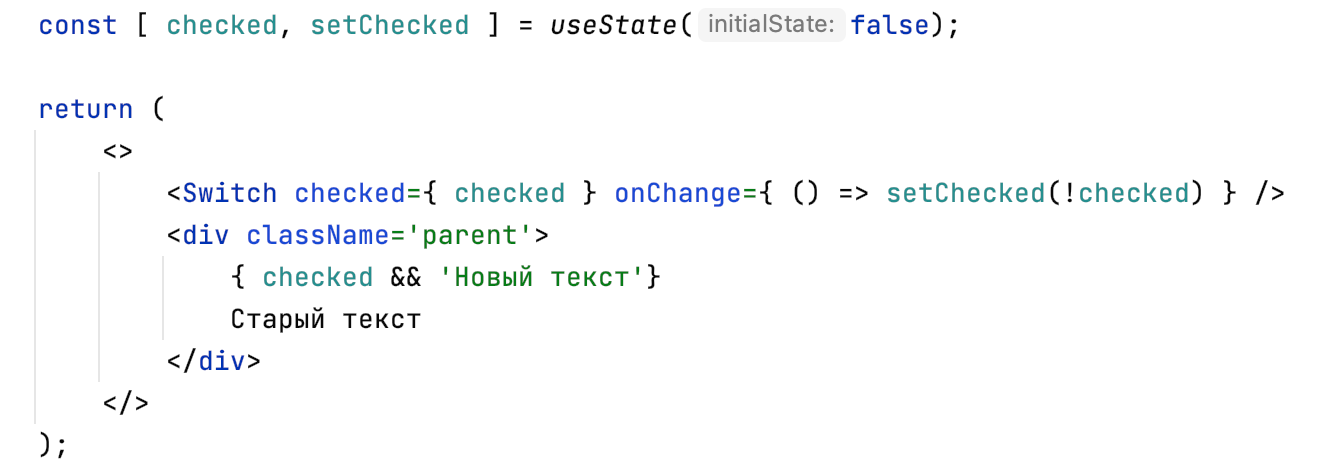 const [ checked, setChecked ] = useState( initialState: false);
return (
<>
<Switch checked={ checked } onChange={ () => setChecked(!checked) } />
<div className='parent'>
{ checked && 'Новый текст'}
Старый текст
</div>
</>
);